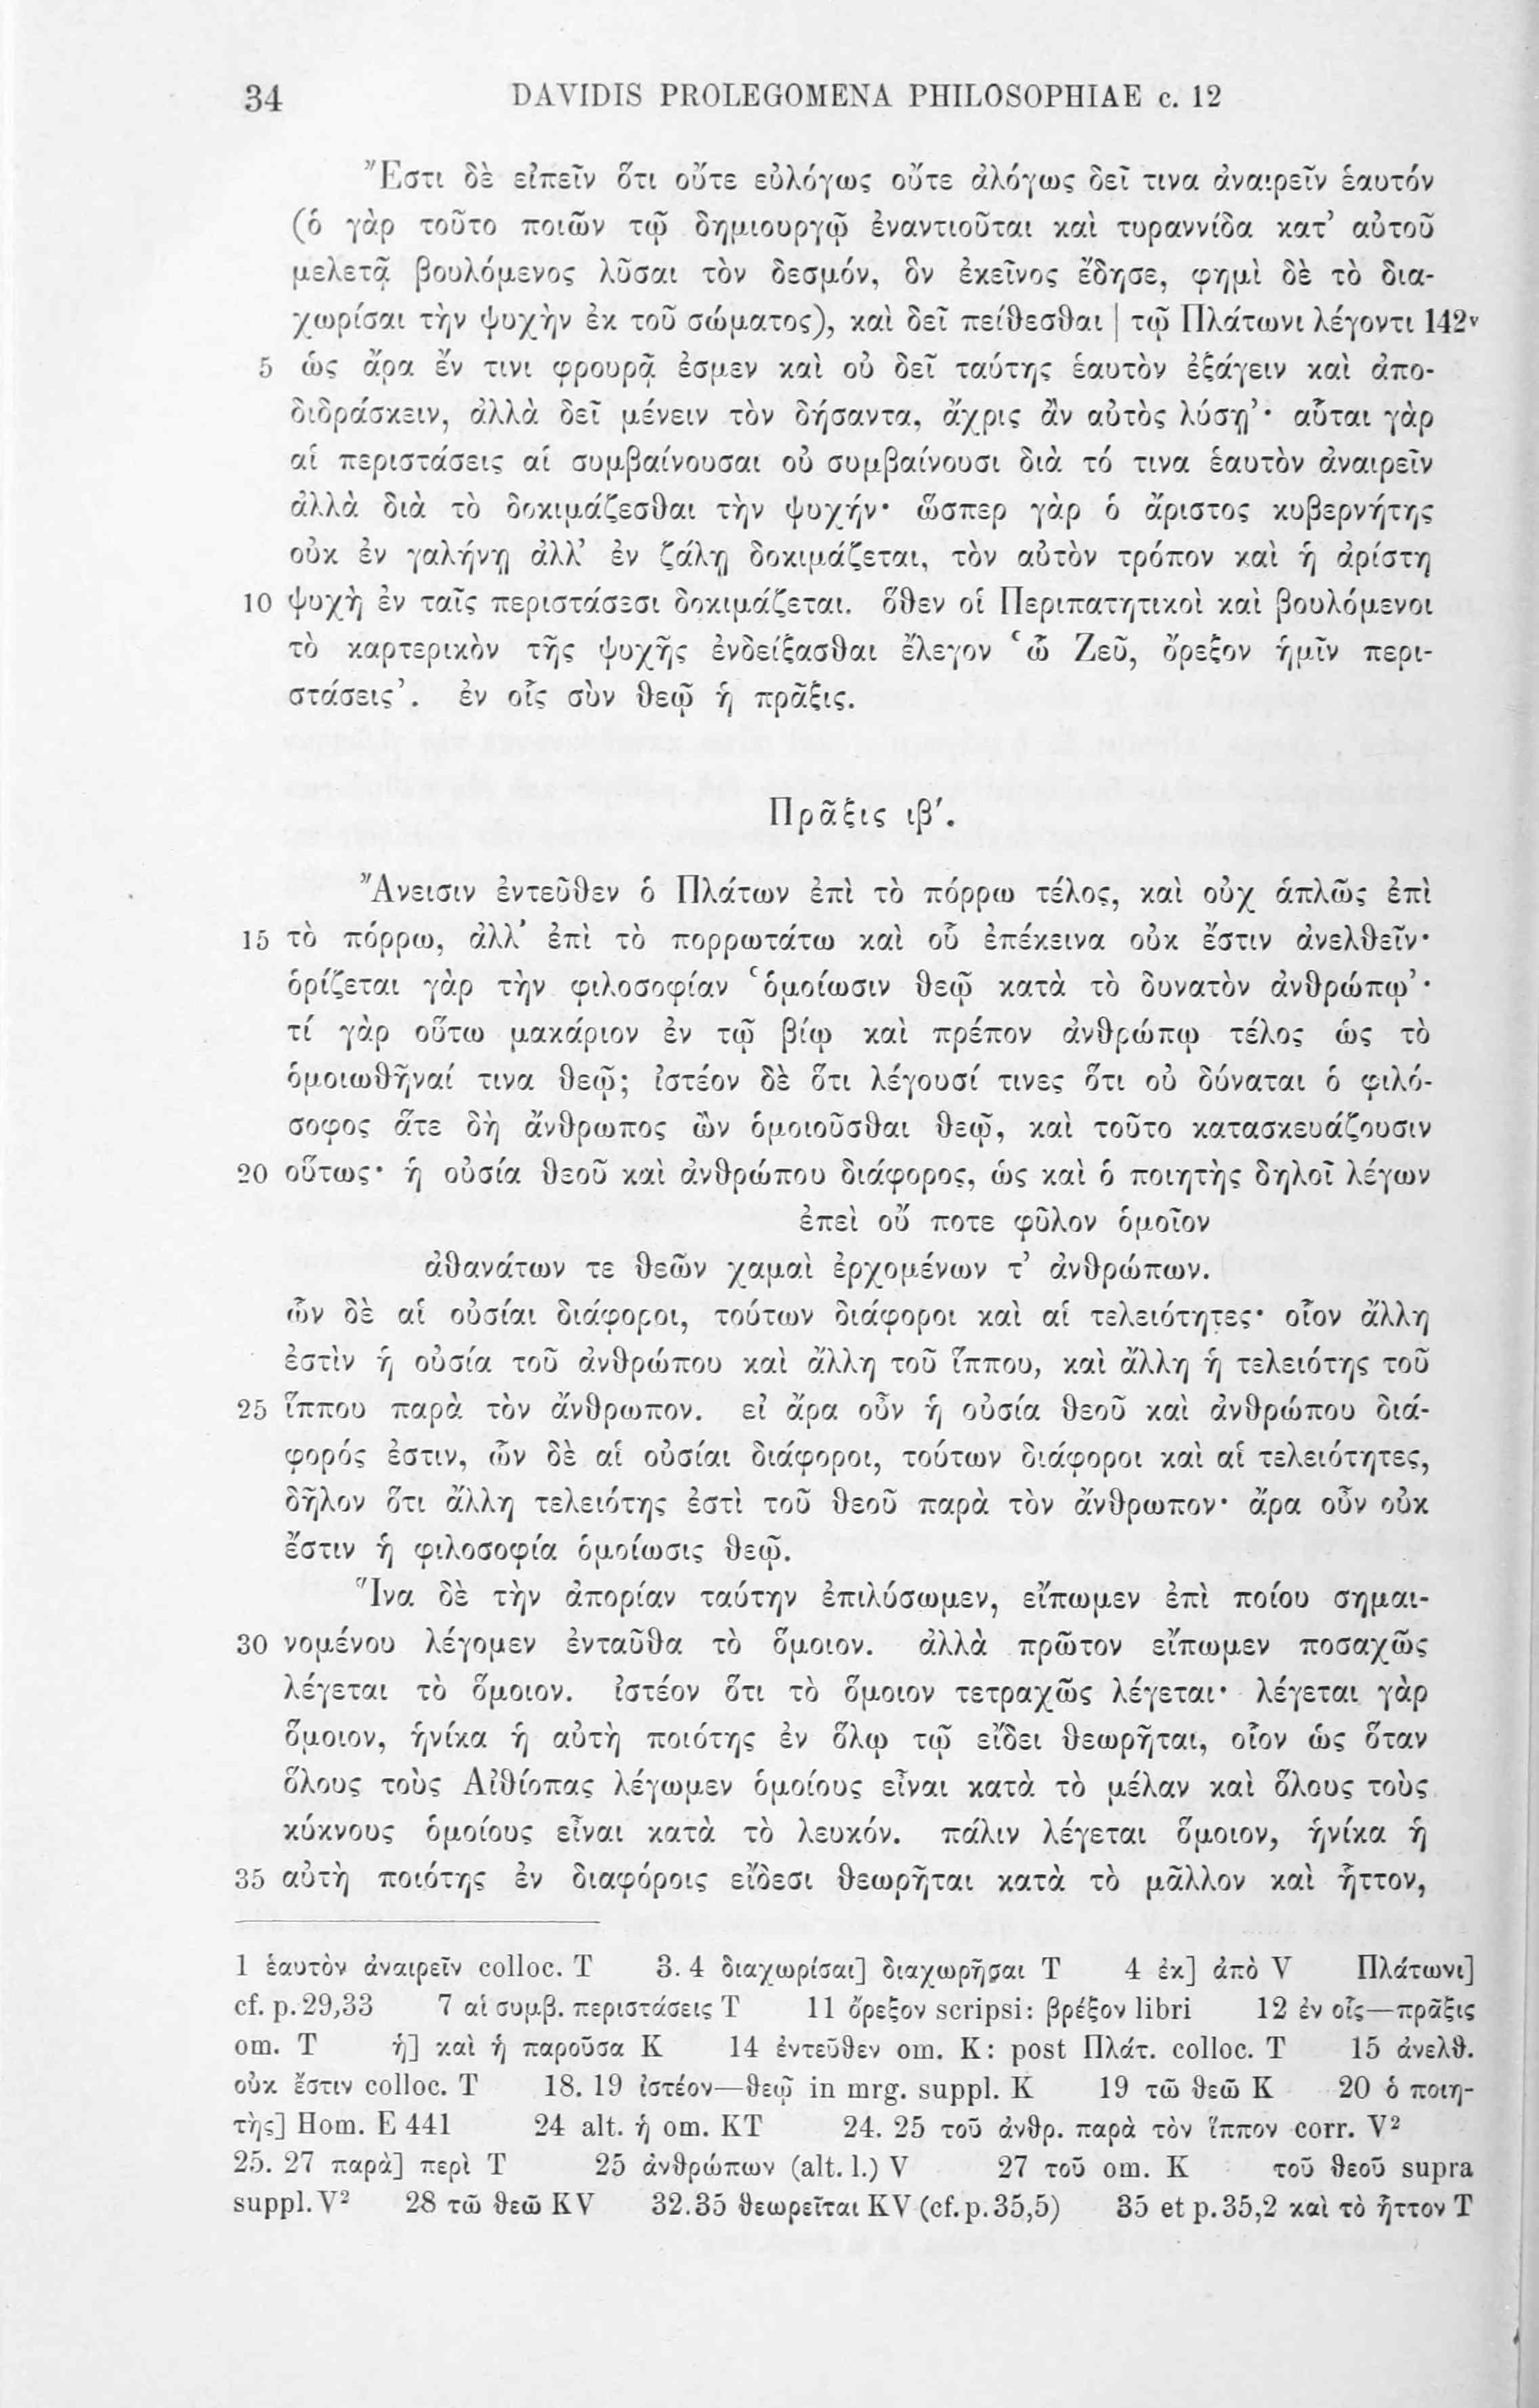 34 DAVIDIS PROLEGOMENA PHILOSOPHIAE c. 12
Ἔστι δὲ εἰπεῖν ὅτι οὔτε εὐλόγως οὔτε ἀλόγως δεῖ τινα ἀναιρεῖν ἑαυτόν
(ὁ γὰρ τοῦτο ποιῶν τῷ δημιουργῷ ἐναντιοῦται καὶ τυραννίδα κατ’ αὐτοῦ
μελετᾷ βουλόμενος λῦσαι τὸν δεσμόν, ὃν ἐκεῖνος ἔδησε, φημὶ δὲ τὸ δια-
χωρίσαι τὴν ψυχὴν ἐκ τοῦ σώματος), καὶ δεῖ πείθεσθαι | τῷ Πλάτωνι λέγοντι 142v
5 ὡς ἄρα ἔν τινι φρουρᾷ ἐσμεν καὶ οὐ δεῖ ταύτης ἑαυτὸν ἐξάγειν καὶ ἀπο-
διδράσκειν, ἀλλὰ δεῖ μένειν τὸν δήσαντα, ἄχρις ἂν αὐτὸς λύσῃ’· αὗται γὰρ
αἱ περιστάσεις αἱ συμβαίνουσαι οὐ συμβαίνουσι διὰ τό τινα ἑαυτὸν ἀναιρεῖν
ἀλλὰ διὰ τὸ δοκιμάζεσθαι τὴν ψυχήν· ὥσπερ γὰρ ὁ ἄριστος κυβερνήτης
οὐκ ἐν γαλήνῃ ἀλλ’ ἐν ζάλῃ δοκιμάζεται, τὸν αὐτὸν τρόπον καὶ ἡ ἀρίστη
10 ψυχὴ ἐν ταῖς περιστάσεσι δοκιμάζεται. ὅθεν οἱ Περιπατητικοὶ καὶ βουλόμενοι
τὸ καρτερικὸν τῆς ψυχῆς ἐνδείξασθαι ἔλεγον ‘ὦ Ζεῦ, ὄρεξον ἡμῖν περι-
στάσεις’. ἐν οἷς σὺν θεῷ ἡ πρᾶξις.
Πρᾶξις ιβ′.
Ἄνεισιν ἐντεῦθεν ὁ Πλάτων ἐπὶ τὸ πόρρω τέλος, καὶ οὐχ ἁπλῶς ἐπὶ
15 τὸ πόρρω, ἀλλ’ ἐπὶ τὸ πορρωτάτω καὶ οὗ ἐπέκεινα οὐκ ἔστιν ἀνελθεῖν·
ὁρίζεται γὰρ τὴν φιλοσοφίαν ‘ὁμοίωσιν θεῷ κατὰ τὸ δυνατὸν ἀνθρώπῳ’·
τί γὰρ οὕτω μακάριον ἐν τῷ βίῳ καὶ πρέπον ἀνθρώπῳ τέλος ὡς τὸ
ὁμοιωθῆναί τινα θεῷ; ἰστέον δὲ ὅτι λέγουσί τινες ὅτι οὐ δύναται ὁ φιλό-
σοφος ἅτε δὴ ἄνθρωπος ὢν ὁμοιοῦσθαι θεῷ, καὶ τοῦτο κατασκευάζουσιν
20 οὕτως· ἡ οὐσία θεοῦ καὶ ἀνθρώπου διάφορος, ὡς καὶ ὁ ποιητὴς δηλοῖ λέγων
ἐπεὶ οὔ ποτε φῦλον ὁμοῖον
ἀθανάτων τε θεῶν χαμαὶ ἐρχομένων τ’ ἀνθρώπων.
ὧν δὲ αἱ οὐσίαι διάφοροι, τούτων διάφοροι καὶ αἱ τελειότητες· οἷον ἄλλη
ἐστὶν ἡ οὐσία τοῦ ἀνθρώπου καὶ ἄλλη τοῦ ἵππου, καὶ ἄλλη ἡ τελειότης τοῦ
25 ἵππου παρὰ τὸν ἄνθρωπον. εἰ ἄρα οὖν ἡ οὐσία θεοῦ καὶ ἀνθρώπου διά-
φορός ἐστιν, ὧν δὲ αἱ οὐσίαι διάφοροι, τούτων διάφοροι καὶ αἱ τελειότητες,
δῆλον ὅτι ἄλλη τελειότης ἐστὶ τοῦ θεοῦ παρὰ τὸν ἄνθρωπον· ἄρα οὖν οὐκ
ἔστιν ἡ φιλοσοφία ὁμοίωσις θεῷ.
Ἵνα δὲ τὴν ἀπορίαν ταύτην ἐπιλύσωμεν, εἴπωμεν ἐπὶ ποίου σημαι-
30 νομένου λέγομεν ἐνταῦθα τὸ ὅμοιον. ἀλλὰ πρῶτον εἴπωμεν ποσαχῶς
λέγεται τὸ ὅμοιον. ἰστέον ὅτι τὸ ὅμοιον τετραχῶς λέγεται· λέγεται γὰρ
ὅμοιον, ἡνίκα ἡ αὐτὴ ποιότης ἐν ὅλῳ τῷ εἴδει θεωρῆται, οἷον ὡς ὅταν
ὅλους τοὺς Αἰθίοπας λέγωμεν ὁμοίους εἶναι κατὰ τὸ μέλαν καὶ ὅλους τοὺς
κύκνους ὁμοίους εἶναι κατὰ τὸ λευκόν. πάλιν λέγεται ὅμοιον, ἡνίκα ἡ
35 αὐτὴ ποιότης ἐν διαφόροις εἴδεσι θεωρῆται κατὰ τὸ μᾶλλον καὶ ἧττον,
1 ἑαυτὸν ἀναιρεῖν colloc. T 3. 4 διαχωρίσαι] διαχωρῆσαι T 4 ἐκ] ἀπὸ V Πλάτωνι]
cf. p. 29,33 7 αἱ συμβ. περιστάσεις T 11 ὄρεξον scripsi: βρέξον libri 12 ἐν οἷς—πρᾶξις
om. T ἡ] καὶ ἡ παροῦσα K 14 ἐντεῦθεν om. K: post Πλάτ. colloc. T 15 ἀνελθ.
οὐκ ἔστιν colloc. T 18. 19 ἰστέον—θεῷ in mrg. suppl. K 19 τῶ θεῶ K 20 ὁ ποιη-
τὴς] Hom. E 441 24 alt. ἡ om. KT 24. 25 τοῦ ἀνθρ. παρὰ τὸν ἵππον corr. V²
25. 27 παρὰ] περὶ T 25 ἀνθρώπων (alt. l.) V 27 τοῦ om. K τοῦ θεοῦ supra
suppl. V² 28 τῶ θεῶ KV 32.35 θεωρεῖται KV (cf. p. 35,5) 35 et p. 35,2 καὶ τὸ ἧττον T